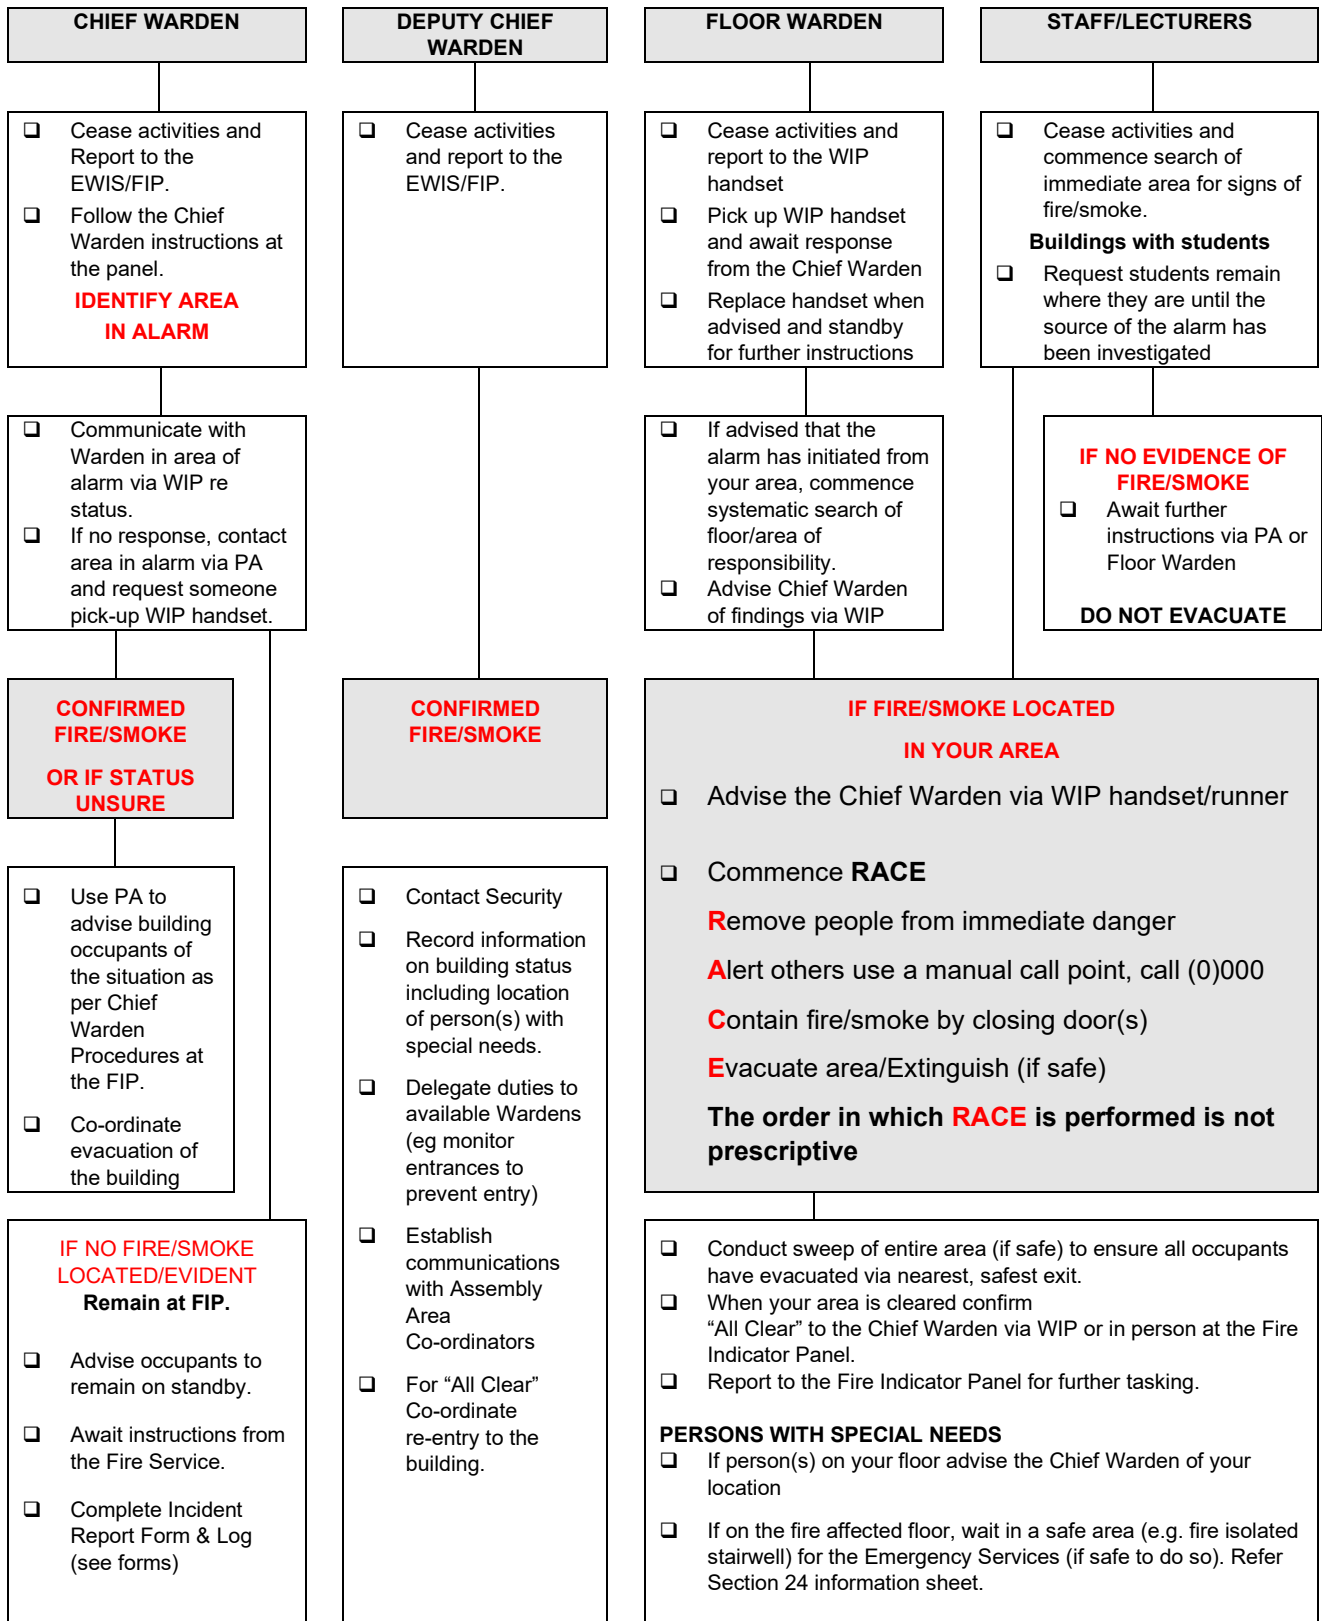 CHIEF WARDEN
DEPUTY CHIEF
WARDEN
FLOOR WARDEN
STAFF/LECTURERS
❑ Cease activities and
Report to the
EWIS/FIP.
❑ Follow the Chief
Warden instructions at
the panel.
IDENTIFY AREA
IN ALARM
❑ Cease activities
and report to the
EWIS/FIP.
❑ Cease activities and
report to the WIP
handset
❑ Pick up WIP handset
and await response
from the Chief Warden
❑ Replace handset when
advised and standby
for further instructions
❑ Cease activities and
commence search of
immediate area for signs of
fire/smoke.
Buildings with students
❑ Request students remain
where they are until the
source of the alarm has
been investigated
❑ Communicate with
Warden in area of
alarm via WIP re
status.
❑ If no response, contact
area in alarm via PA
and request someone
pick-up WIP handset.
❑ If advised that the
alarm has initiated from
your area, commence
systematic search of
floor/area of
responsibility.
❑ Advise Chief Warden
of findings via WIP
IF NO EVIDENCE OF
FIRE/SMOKE
❑ Await further
instructions via PA or
Floor Warden
DO NOT EVACUATE
CONFIRMED
FIRE/SMOKE
OR IF STATUS
UNSURE
CONFIRMED
FIRE/SMOKE
IF FIRE/SMOKE LOCATED
IN YOUR AREA
❑ Advise the Chief Warden via WIP handset/runner
❑ Commence RACE
Remove people from immediate danger
Alert others use a manual call point, call (0)000
Contain fire/smoke by closing door(s)
Evacuate area/Extinguish (if safe)
The order in which RACE is performed is not
prescriptive
❑ Use PA to
advise building
occupants of
the situation as
per Chief
Warden
Procedures at
the FIP.
❑ Co-ordinate
evacuation of
the building
❑ Contact Security
❑ Record information
on building status
including location
of person(s) with
special needs.
❑ Delegate duties to
available Wardens
(eg monitor
entrances to
prevent entry)
❑ Establish
communications
with Assembly
Area
Co-ordinators
❑ For “All Clear”
Co-ordinate
re-entry to the
building.
IF NO FIRE/SMOKE
LOCATED/EVIDENT
Remain at FIP.
❑ Advise occupants to
remain on standby.
❑ Await instructions from
the Fire Service.
❑ Complete Incident
Report Form & Log
(see forms)
❑ Conduct sweep of entire area (if safe) to ensure all occupants
have evacuated via nearest, safest exit.
❑ When your area is cleared confirm
“All Clear” to the Chief Warden via WIP or in person at the Fire
Indicator Panel.
❑ Report to the Fire Indicator Panel for further tasking.
PERSONS WITH SPECIAL NEEDS
❑ If person(s) on your floor advise the Chief Warden of your
location
❑ If on the fire affected floor, wait in a safe area (e.g. fire isolated
stairwell) for the Emergency Services (if safe to do so). Refer
Section 24 information sheet.